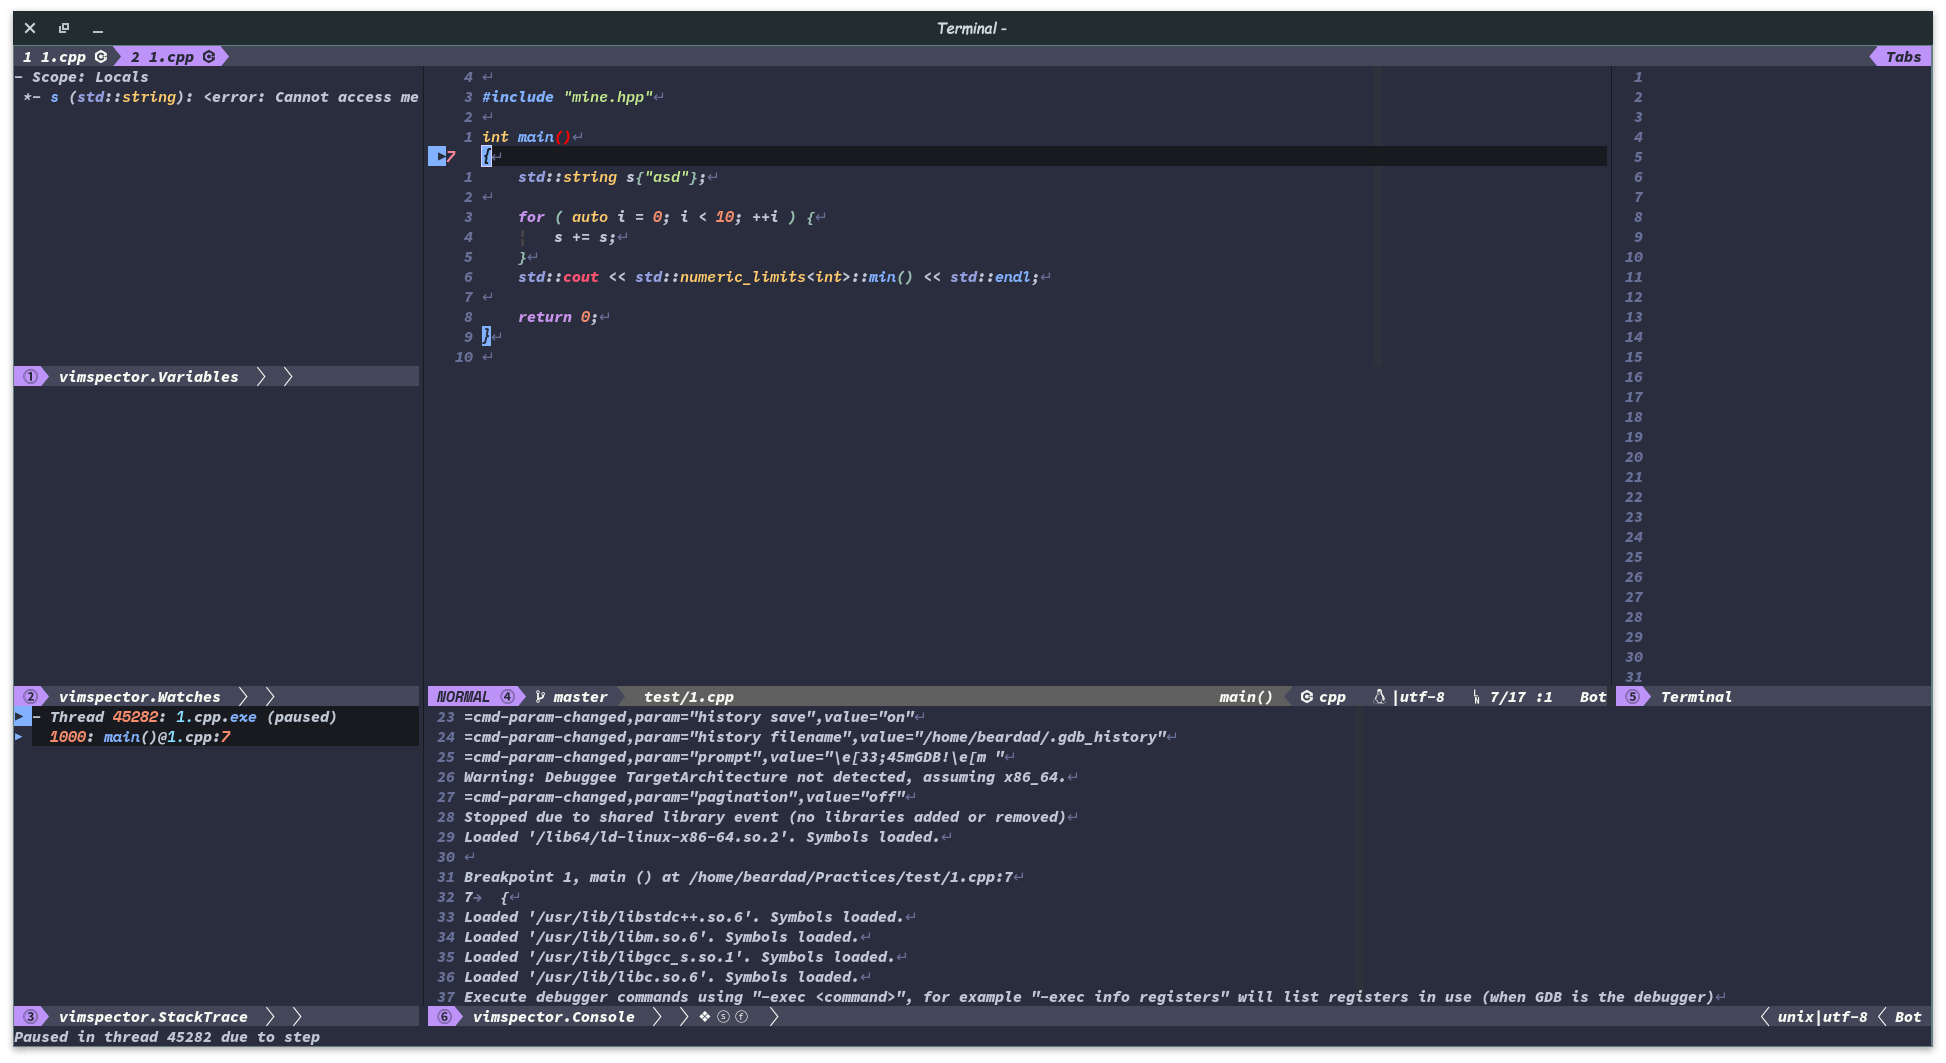 Terminal -
1 1.cpp 2 1.cpp Tabs
- Scope: Locals
*- s (std::string): <error: Cannot access me
① vimspector.Variables
② vimspector.Watches
- Thread 45282: 1.cpp.exe (paused)
1000: main()@1.cpp:7
③ vimspector.StackTrace
4 ↵
3 #include "mine.hpp"↵
2 ↵
1 int main()↵
7 {↵
1 std::string s{"asd"};↵
2 ↵
3 for ( auto i = 0; i < 10; ++i ) {↵
4 ¦ s += s;↵
5 }↵
6 std::cout << std::numeric_limits<int>::min() << std::endl;↵
7 ↵
8 return 0;↵
9 }↵
10 ↵
NORMAL ④ master test/1.cpp main() cpp |utf-8 7/17 :1 Bot
23 =cmd-param-changed,param="history save",value="on"↵
24 =cmd-param-changed,param="history filename",value="/home/beardad/.gdb_history"↵
25 =cmd-param-changed,param="prompt",value="\e[33;45mGDB!\e[m "↵
26 Warning: Debuggee TargetArchitecture not detected, assuming x86_64.↵
27 =cmd-param-changed,param="pagination",value="off"↵
28 Stopped due to shared library event (no libraries added or removed)↵
29 Loaded '/lib64/ld-linux-x86-64.so.2'. Symbols loaded.↵
30 ↵
31 Breakpoint 1, main () at /home/beardad/Practices/test/1.cpp:7↵
32 7→ {↵
33 Loaded '/usr/lib/libstdc++.so.6'. Symbols loaded.↵
34 Loaded '/usr/lib/libm.so.6'. Symbols loaded.↵
35 Loaded '/usr/lib/libgcc_s.so.1'. Symbols loaded.↵
36 Loaded '/usr/lib/libc.so.6'. Symbols loaded.↵
37 Execute debugger commands using "-exec <command>", for example "-exec info registers" will list registers in use (when GDB is the debugger)↵
⑥ vimspector.Console ❖ ⓢ ⓕ unix|utf-8 Bot
1
2
3
4
5
6
7
8
9
10
11
12
13
14
15
16
17
18
19
20
21
22
23
24
25
26
27
28
29
30
31
⑤ Terminal
Paused in thread 45282 due to step